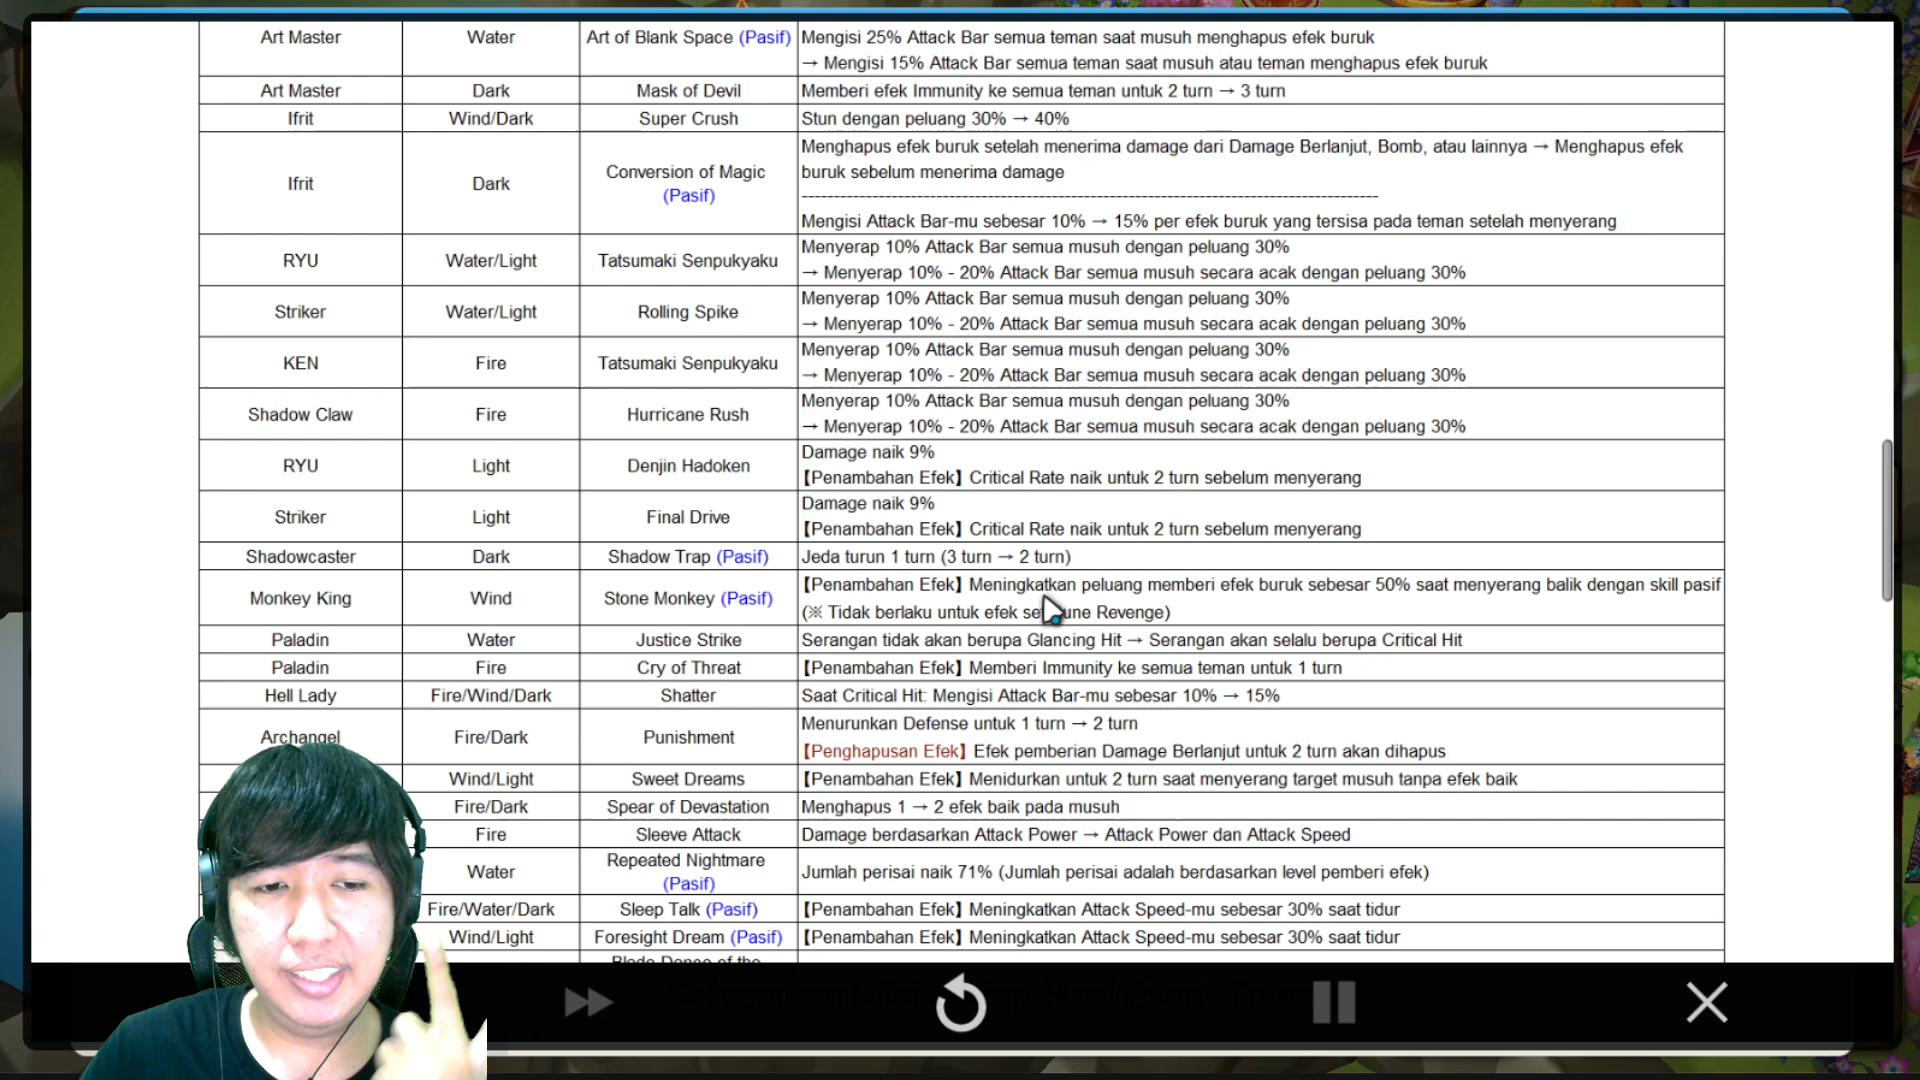 Art Master Water Art of Blank Space (Pasif) Mengisi 25% Attack Bar semua teman saat musuh menghapus efek buruk
→ Mengisi 15% Attack Bar semua teman saat musuh atau teman menghapus efek buruk
Art Master Dark Mask of Devil Memberi efek Immunity ke semua teman untuk 2 turn → 3 turn
Ifrit Wind/Dark Super Crush Stun dengan peluang 30% → 40%
Ifrit Dark Conversion of Magic (Pasif) Menghapus efek buruk setelah menerima damage dari Damage Berlanjut, Bomb, atau lainnya → Menghapus efek
buruk sebelum menerima damage
Mengisi Attack Bar-mu sebesar 10% → 15% per efek buruk yang tersisa pada teman setelah menyerang
RYU Water/Light Tatsumaki Senpukyaku Menyerap 10% Attack Bar semua musuh dengan peluang 30%
→ Menyerap 10% - 20% Attack Bar semua musuh secara acak dengan peluang 30%
Striker Water/Light Rolling Spike Menyerap 10% Attack Bar semua musuh dengan peluang 30%
→ Menyerap 10% - 20% Attack Bar semua musuh secara acak dengan peluang 30%
KEN Fire Tatsumaki Senpukyaku Menyerap 10% Attack Bar semua musuh dengan peluang 30%
→ Menyerap 10% - 20% Attack Bar semua musuh secara acak dengan peluang 30%
Shadow Claw Fire Hurricane Rush Menyerap 10% Attack Bar semua musuh dengan peluang 30%
→ Menyerap 10% - 20% Attack Bar semua musuh secara acak dengan peluang 30%
RYU Light Denjin Hadoken Damage naik 9%
【Penambahan Efek】 Critical Rate naik untuk 2 turn sebelum menyerang
Striker Light Final Drive Damage naik 9%
【Penambahan Efek】 Critical Rate naik untuk 2 turn sebelum menyerang
Shadowcaster Dark Shadow Trap (Pasif) Jeda turun 1 turn (3 turn → 2 turn)
Monkey King Wind Stone Monkey (Pasif) 【Penambahan Efek】 Meningkatkan peluang memberi efek buruk sebesar 50% saat menyerang balik dengan skill pasif
(※ Tidak berlaku untuk efek Revenge)
Paladin Water Justice Strike Serangan tidak akan berupa Glancing Hit → Serangan akan selalu berupa Critical Hit
Paladin Fire Cry of Threat 【Penambahan Efek】 Memberi Immunity ke semua teman untuk 1 turn
Hell Lady Fire/Wind/Dark Shatter Saat Critical Hit: Mengisi Attack Bar-mu sebesar 10% → 15%
Archangel Fire/Dark Punishment Menurunkan Defense untuk 1 turn → 2 turn
【Penghapusan Efek】 Efek pemberian Damage Berlanjut untuk 2 turn akan dihapus
Wind/Light Sweet Dreams 【Penambahan Efek】 Menidurkan untuk 2 turn saat menyerang target musuh tanpa efek baik
Fire/Dark Spear of Devastation Menghapus 1 → 2 efek baik pada musuh
Fire Sleeve Attack Damage berdasarkan Attack Power → Attack Power dan Attack Speed
Water Repeated Nightmare (Pasif) Jumlah perisai naik 71% (Jumlah perisai adalah berdasarkan level pemberi efek)
Fire/Water/Dark Sleep Talk (Pasif) 【Penambahan Efek】 Meningkatkan Attack Speed-mu sebesar 30% saat tidur
Wind/Light Foresight Dream (Pasif) 【Penambahan Efek】 Meningkatkan Attack Speed-mu sebesar 30% saat tidur